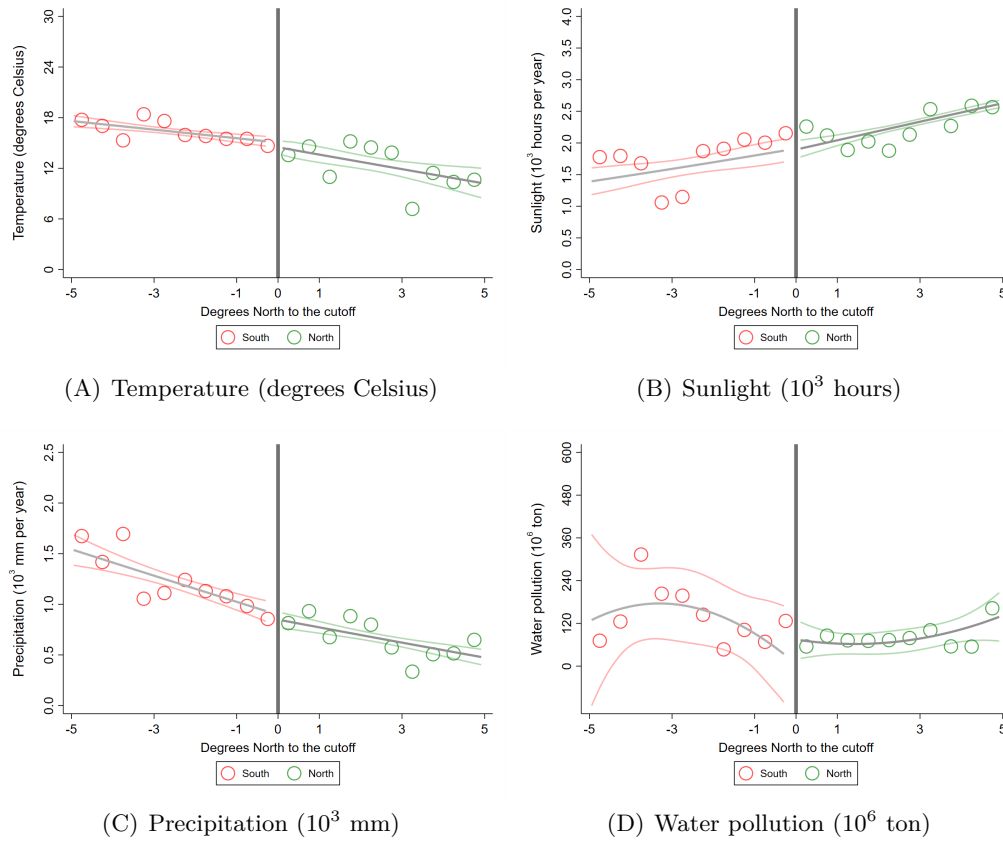 Temperature (degrees Celsius)
30
24
18
12
6
0
-5 -3 -1 0 1 3 5
Degrees North to the cutoff
South North
(A) Temperature (degrees Celsius)
Sunlight (10³ hours per year)
4.0
3.5
3.0
2.5
2.0
1.5
1.0
0.5
0.0
-5 -3 -1 0 1 3 5
Degrees North to the cutoff
South North
(B) Sunlight (10³ hours)
Precipitation (10³ mm per year)
2.5
2.0
1.5
1.0
0.5
0.0
-5 -3 -1 0 1 3 5
Degrees North to the cutoff
South North
(C) Precipitation (10³ mm)
Water pollution (10⁶ ton)
600
480
360
240
120
0
-5 -3 -1 0 1 3 5
Degrees North to the cutoff
South North
(D) Water pollution (10⁶ ton)